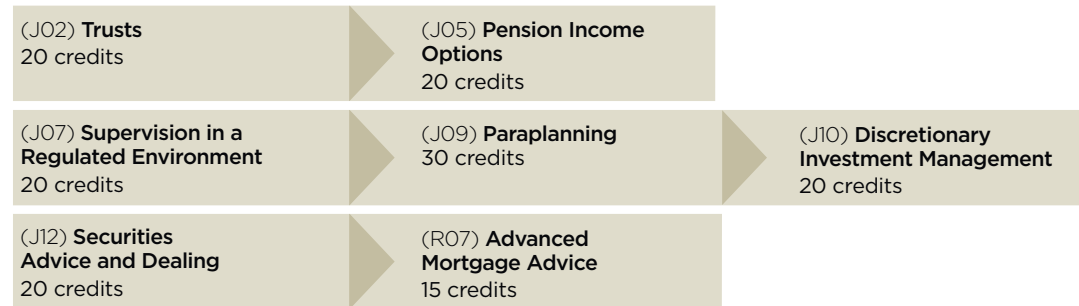 (J02) Trusts
20 credits
(J05) Pension Income
Options
20 credits
(J07) Supervision in a
Regulated Environment
20 credits
(J09) Paraplanning
30 credits
(J10) Discretionary
Investment Management
20 credits
(J12) Securities
Advice and Dealing
20 credits
(R07) Advanced
Mortgage Advice
15 credits